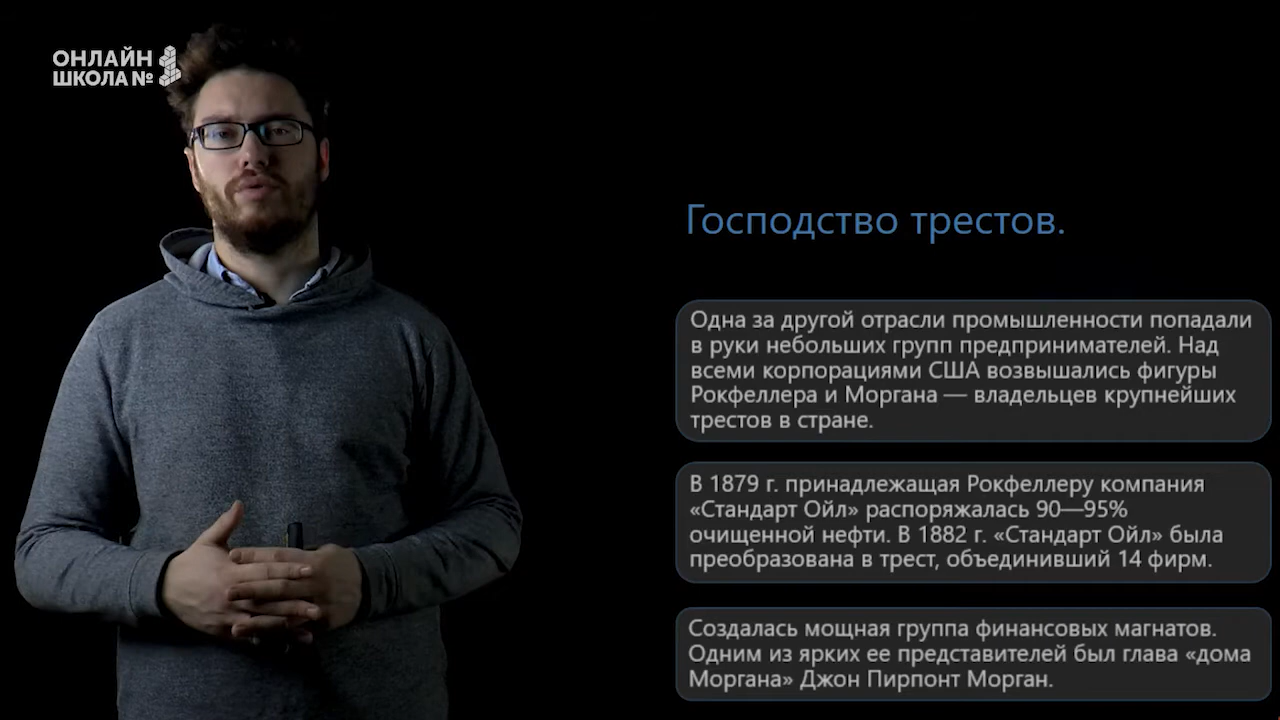 ОНЛАЙН
ШКОЛА №
Господство трестов.
Одна за другой отрасли промышленности попадали
в руки небольших групп предпринимателей. Над
всеми корпорациями США возвышались фигуры
Рокфеллера и Моргана — владельцев крупнейших
трестов в стране.
В 1879 г. принадлежащая Рокфеллеру компания
«Стандарт Ойл» распоряжалась 90—95%
очищенной нефти. В 1882 г. «Стандарт Ойл» была
преобразована в трест, объединивший 14 фирм.
Создалась мощная группа финансовых магнатов.
Одним из ярких ее представителей был глава «дома
Моргана» Джон Пирпонт Морган.